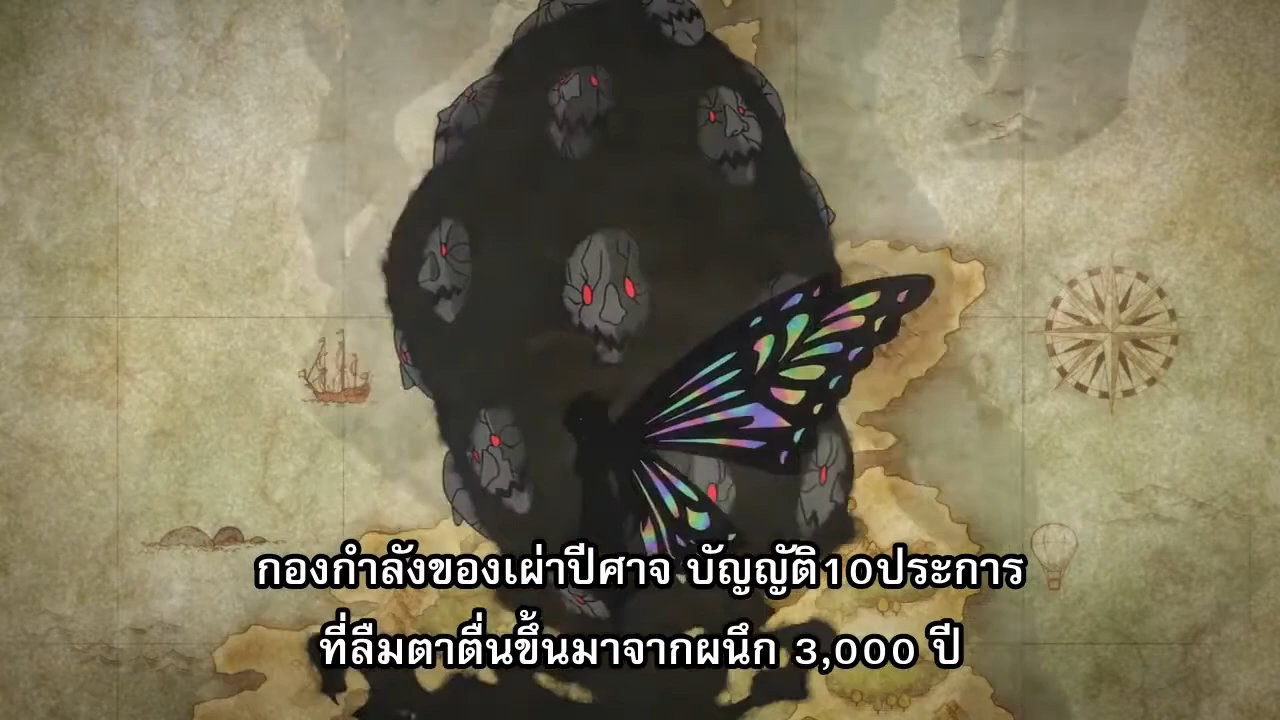 กองกำลังของเผ่าปีศาจ บัญญัติ10ประการ
ที่ลืมตาตื่นขึ้นมาจากผนึก 3,000 ปี